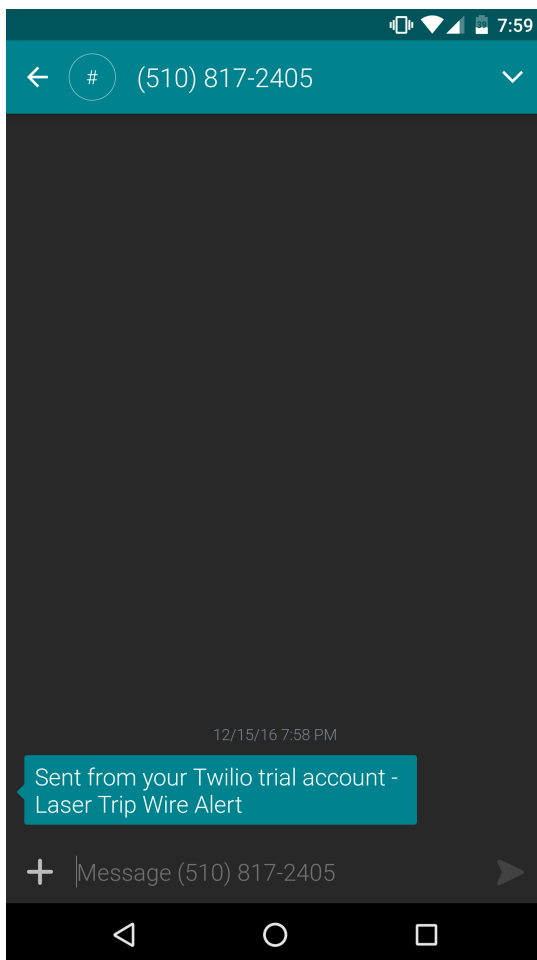 39 7:59
# (510) 817-2405
12/15/16 7:58 PM
Sent from your Twilio trial account -
Laser Trip Wire Alert
Message (510) 817-2405